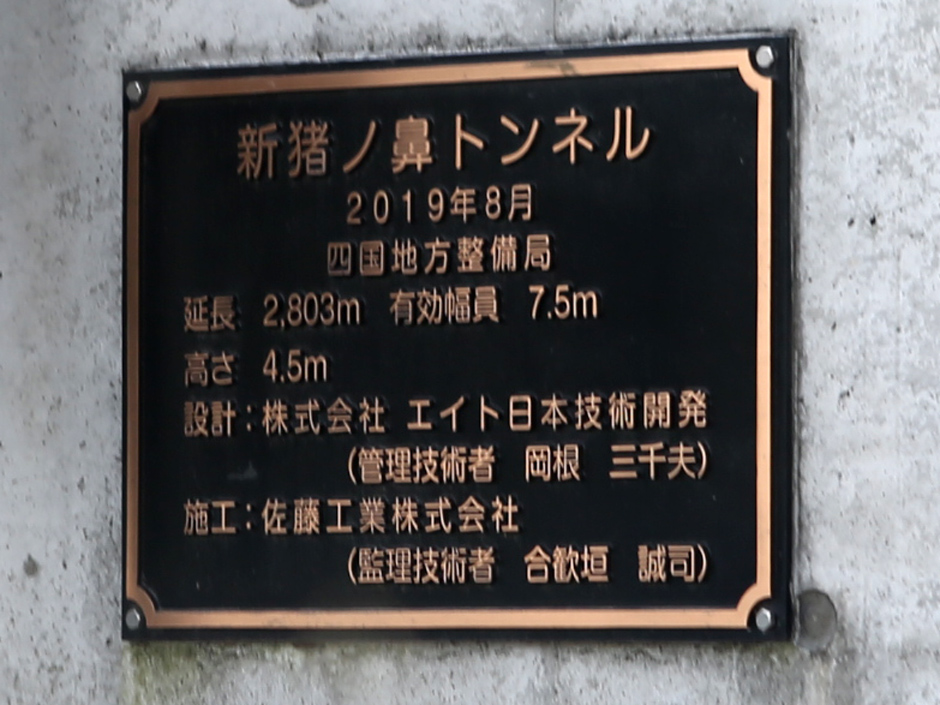 新猪ノ鼻トンネル
2019年8月
四国地方整備局
延長 2,803m 有効幅員 7.5m
高さ 4.5m
設計:株式会社 エイト日本技術開発
(管理技術者 岡根 三千夫)
施工:佐藤工業株式会社
(監理技術者 合歓垣 誠司)